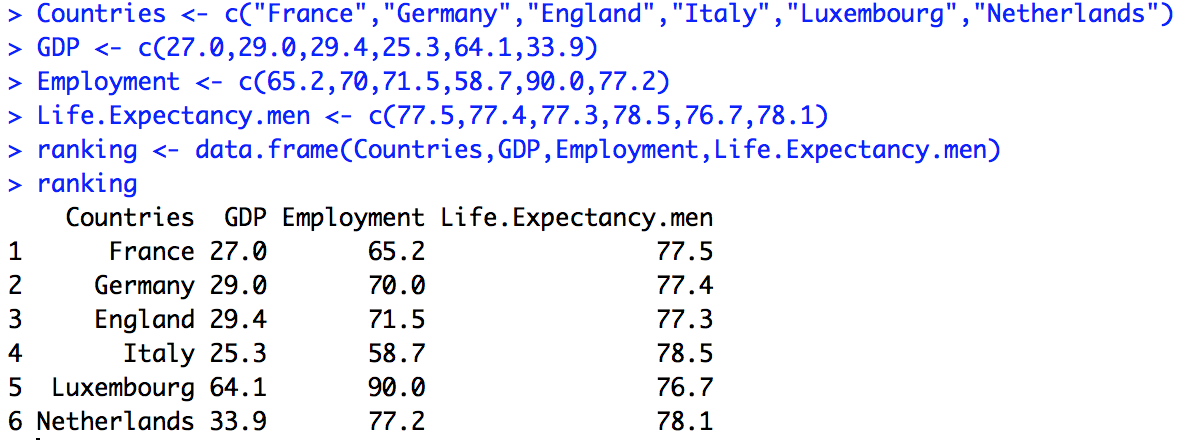 > Countries <- c("France","Germany","England","Italy","Luxembourg","Netherlands")
> GDP <- c(27.0,29.0,29.4,25.3,64.1,33.9)
> Employment <- c(65.2,70,71.5,58.7,90.0,77.2)
> Life.Expectancy.men <- c(77.5,77.4,77.3,78.5,76.7,78.1)
> ranking <- data.frame(Countries,GDP,Employment,Life.Expectancy.men)
> ranking
    Countries  GDP Employment Life.Expectancy.men
1      France 27.0       65.2                77.5
2     Germany 29.0       70.0                77.4
3     England 29.4       71.5                77.3
4       Italy 25.3       58.7                78.5
5  Luxembourg 64.1       90.0                76.7
6 Netherlands 33.9       77.2                78.1